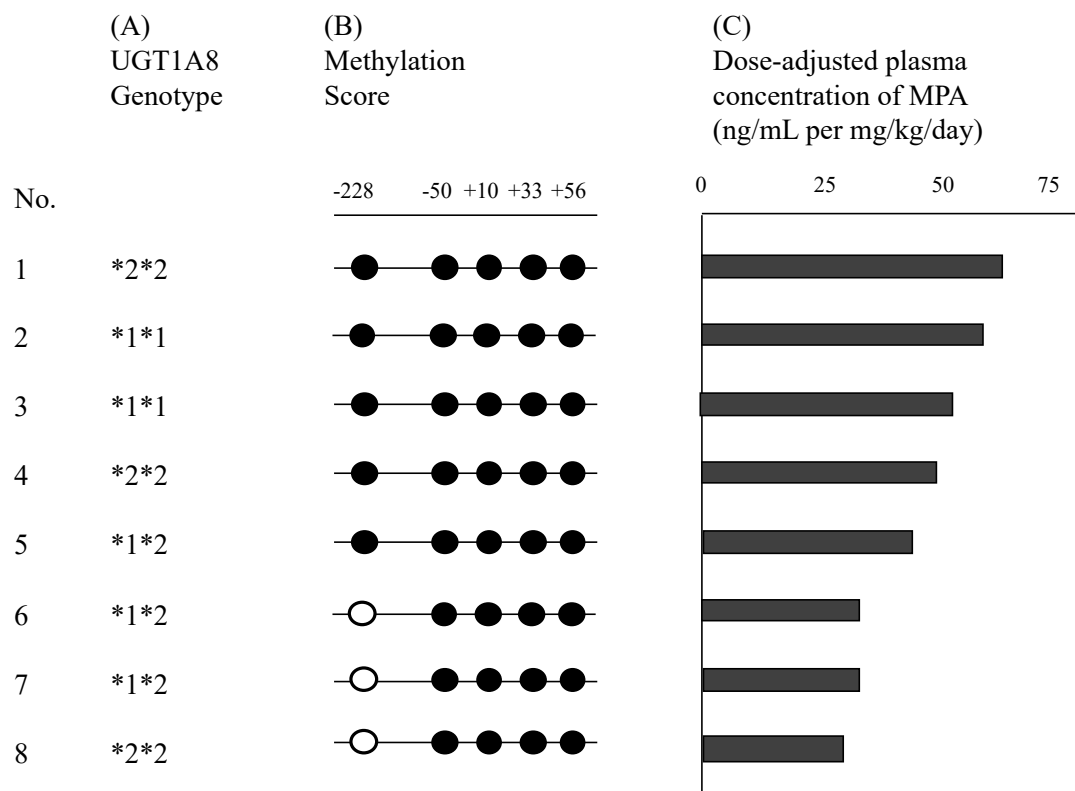 (A)
UGT1A8
Genotype
(B)
Methylation
Score
(C)
Dose-adjusted plasma
concentration of MPA
(ng/mL per mg/kg/day)
No.
-228 -50 +10 +33 +56
0 25 50 75
1 *2*2
2 *1*1
3 *1*1
4 *2*2
5 *1*2
6 *1*2
7 *1*2
8 *2*2